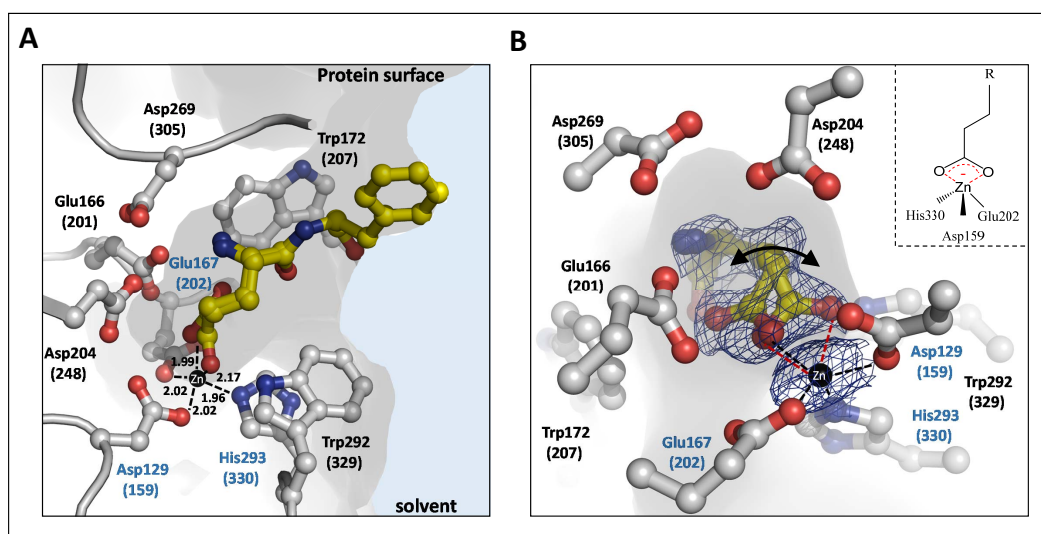 A
Protein surface
Asp269
(305)
Trp172
(207)
Glu166
(201)
Glu167
(202)
Asp204
(248)
1.99
Zn
2.17
2.02
1.96
2.02
Asp129
(159)
His293
(330)
Trp292
(329)
solvent
B
Asp269
(305)
Asp204
(248)
R
O
O
-
Zn
His330
Glu202
Asp159
Glu166
(201)
Zn
Asp129
(159)
Trp292
(329)
His293
(330)
Trp172
(207)
Glu167
(202)